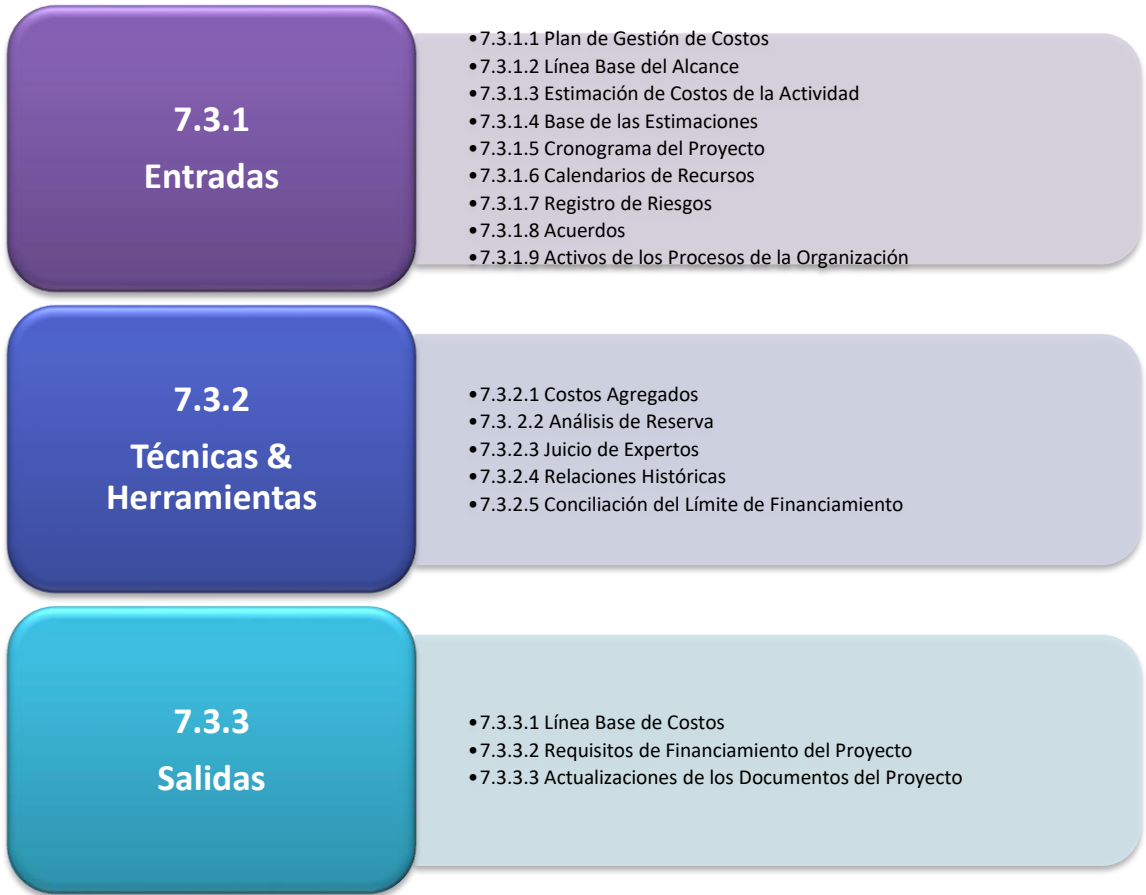 7.3.1
Entradas
•7.3.1.1 Plan de Gestión de Costos
•7.3.1.2 Línea Base del Alcance
•7.3.1.3 Estimación de Costos de la Actividad
•7.3.1.4 Base de las Estimaciones
•7.3.1.5 Cronograma del Proyecto
•7.3.1.6 Calendarios de Recursos
•7.3.1.7 Registro de Riesgos
•7.3.1.8 Acuerdos
•7.3.1.9 Activos de los Procesos de la Organización
7.3.2
Técnicas &
Herramientas
•7.3.2.1 Costos Agregados
•7.3. 2.2 Análisis de Reserva
•7.3.2.3 Juicio de Expertos
•7.3.2.4 Relaciones Históricas
•7.3.2.5 Conciliación del Límite de Financiamiento
7.3.3
Salidas
•7.3.3.1 Línea Base de Costos
•7.3.3.2 Requisitos de Financiamiento del Proyecto
•7.3.3.3 Actualizaciones de los Documentos del Proyecto